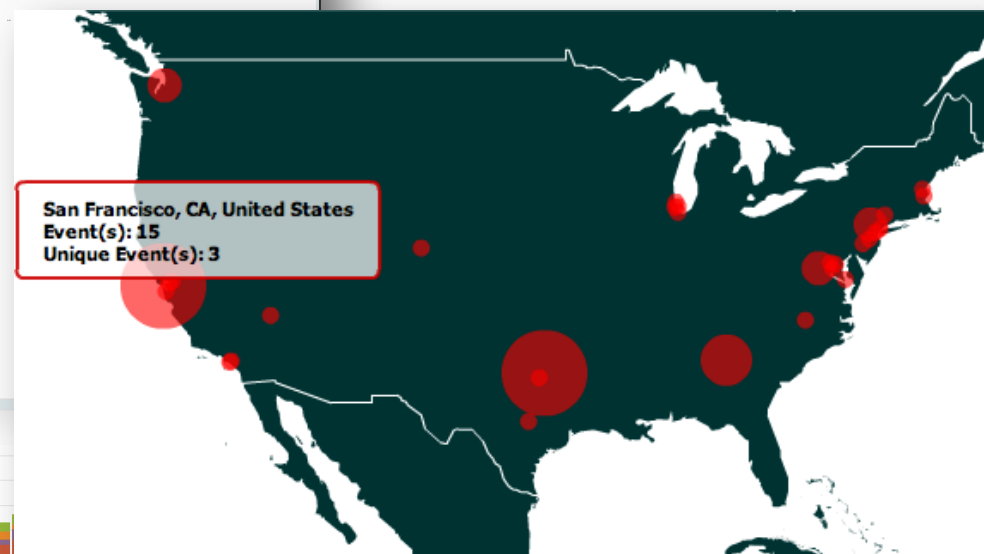 San Francisco, CA, United States
Event(s): 15
Unique Event(s): 3